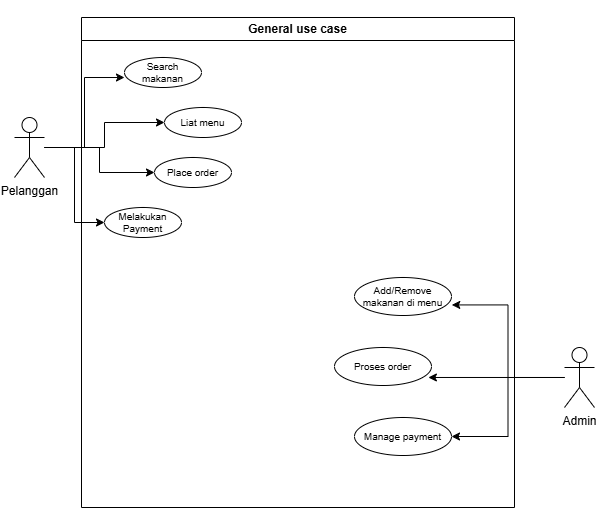 General use case
Search
makanan
Liat menu
Place order
Pelanggan
Melakukan
Payment
Add/Remove
makanan di menu
Proses order
Admin
Manage payment